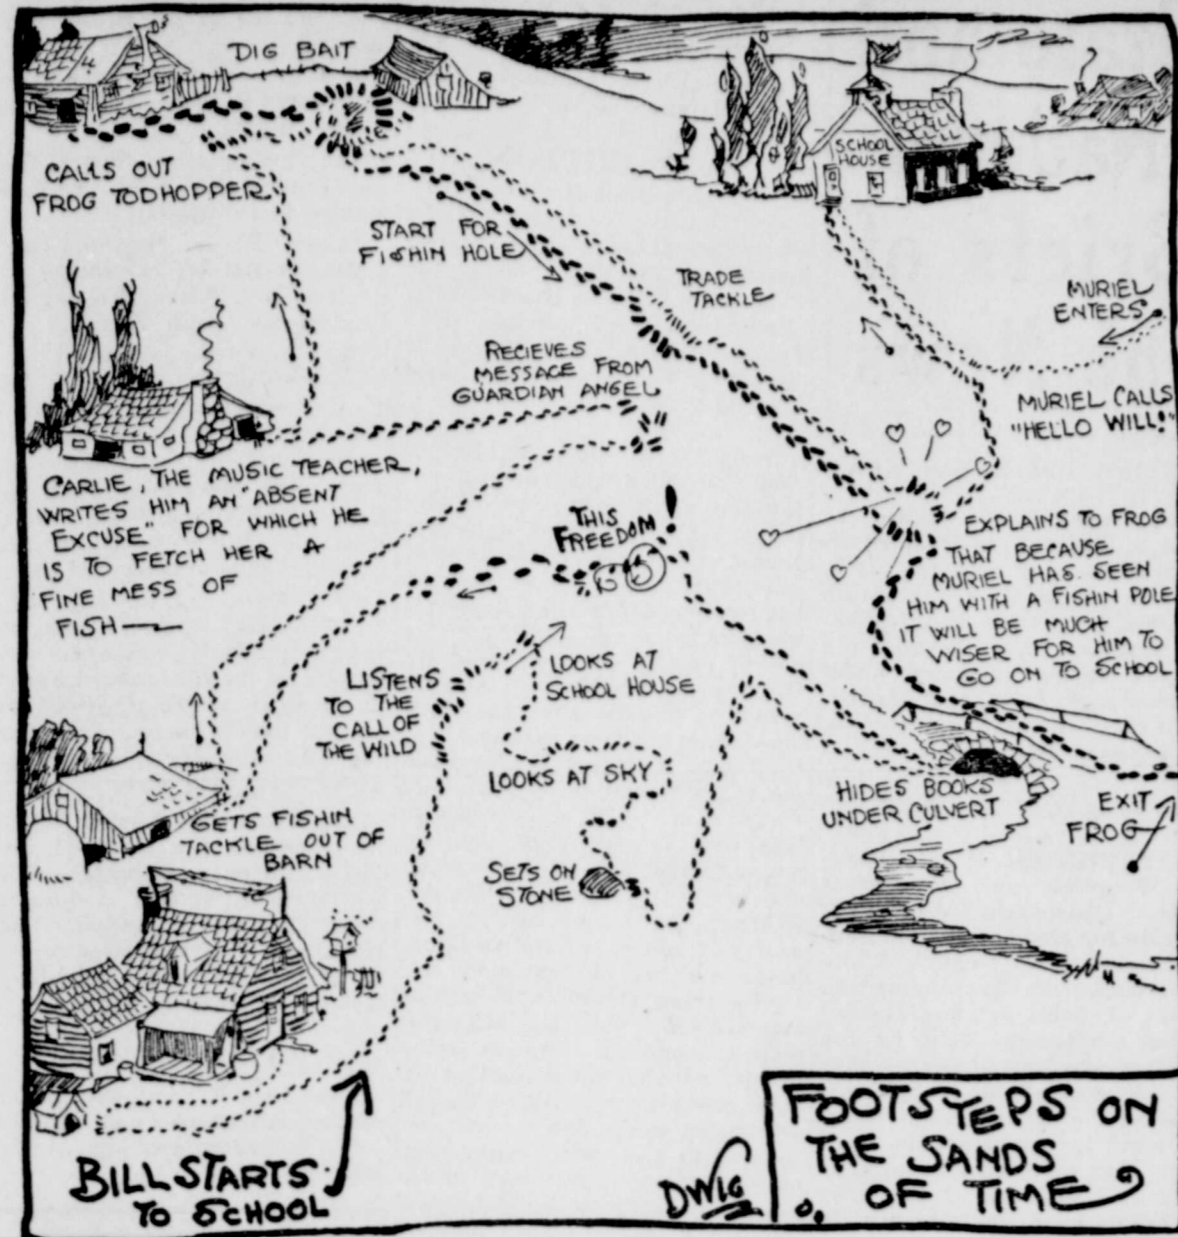 DIG BAIT
SCHOOL
HOUSE
CALLS OUT
FROG TODHOPPER
START FOR
FISHIN HOLE
TRADE
TACKLE
MURIEL
ENTERS
RECIEVES
MESSAGE FROM
GUARDIAN ANGEL
MURIEL CALLS
"HELLO WILL!"
CARLIE, THE MUSIC TEACHER,
WRITES HIM AN "ABSENT
EXCUSE" FOR WHICH HE
IS TO FETCH HER A
FINE MESS OF
FISH —
THIS
FREEDOM
!
EXPLAINS TO FROG
THAT BECAUSE
MURIEL HAS SEEN
HIM WITH A FISHIN POLE
IT WILL BE MUCH
WISER FOR HIM TO
GO ON TO SCHOOL
LISTENS
TO THE
CALL OF
THE WILD
LOOKS AT
SCHOOL HOUSE
LOOKS AT SKY
HIDES BOOKS
UNDER CULVERT
EXIT
FROG
GETS FISHIN
TACKLE OUT OF
BARN
SETS ON
STONE
BILL STARTS
TO SCHOOL
DWIG
FOOTSTEPS ON
THE SANDS
OF TIME